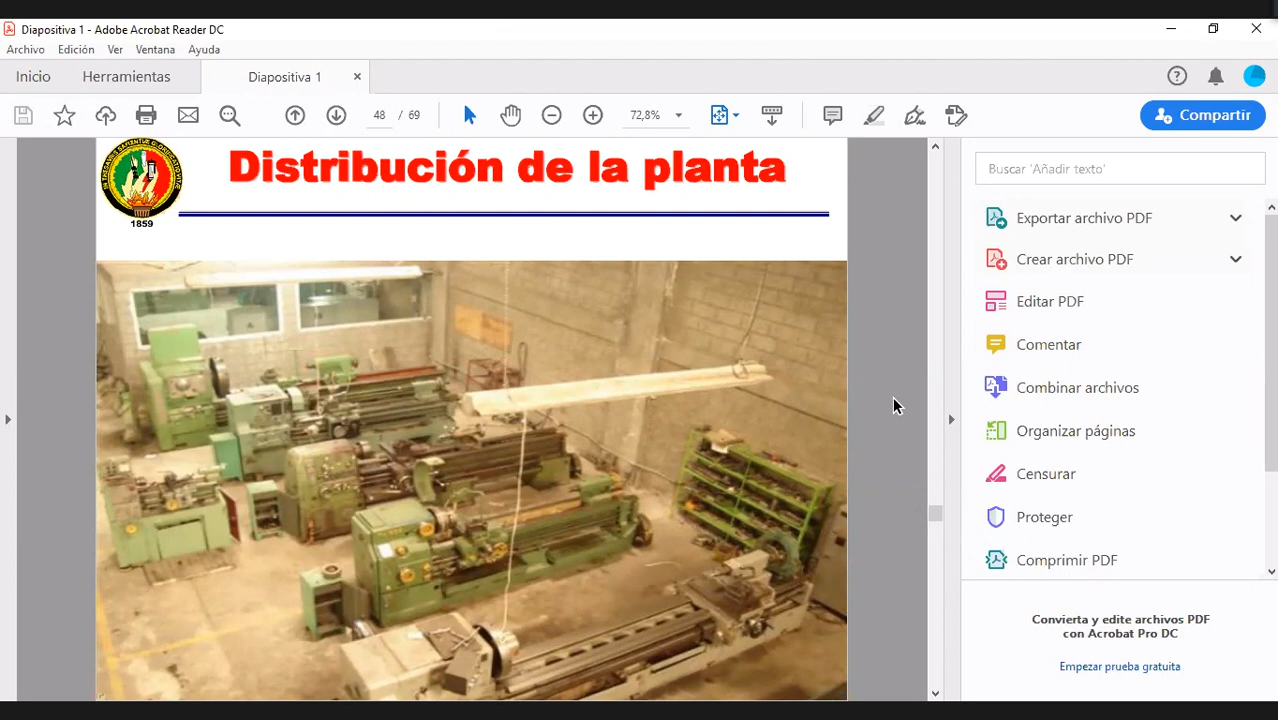 Diapositiva 1 - Adobe Acrobat Reader DC
Archivo Edición Ver Ventana Ayuda
Inicio Herramientas Diapositiva 1
48 / 69 72,8% Compartir
Distribución de la planta
1859
Buscar 'Añadir texto'
Exportar archivo PDF
Crear archivo PDF
Editar PDF
Comentar
Combinar archivos
Organizar páginas
Censurar
Proteger
Comprimir PDF
Convierta y edite archivos PDF
con Acrobat Pro DC
Empezar prueba gratuita